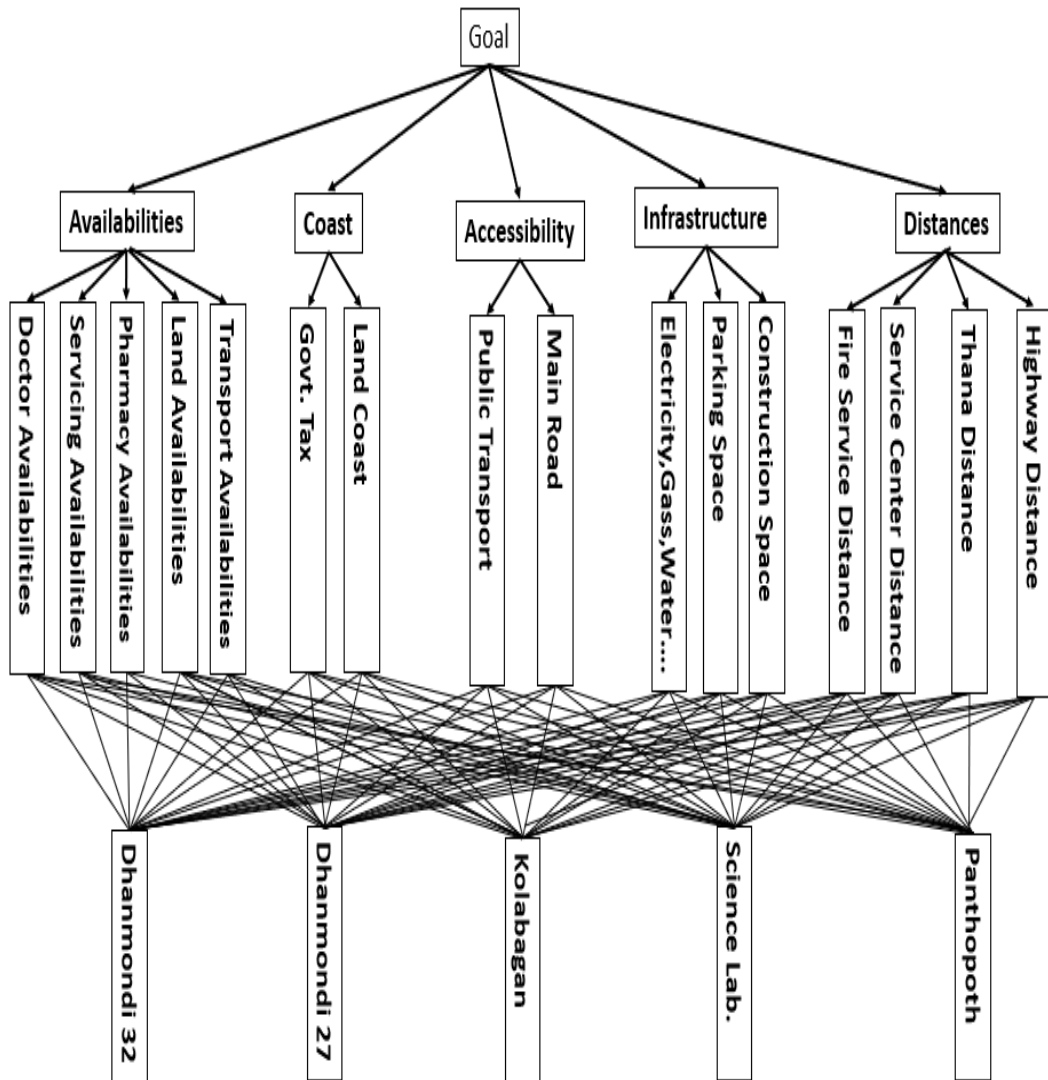 Goal
Availabilities
Coast
Accessibility
Infrastructure
Distances
Doctor Availabilities
Servicing Availabilities
Pharmacy Availabilities
Land Availabilities
Transport Availabilities
Govt. Tax
Land Coast
Public Transport
Main Road
Electricity,Gass,Water....
Parking Space
Construction Space
Fire Service Distance
Service Center Distance
Thana Distance
Highway Distance
Dhanmondi 32
Dhanmondi 27
Kolabagan
Science Lab.
Panthopoth